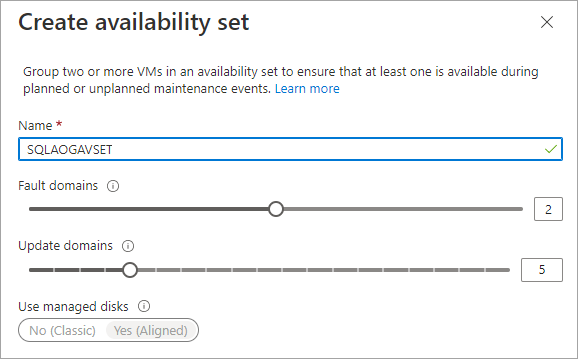 Create availability set
Group two or more VMs in an availability set to ensure that at least one is available during
planned or unplanned maintenance events. Learn more
Name *
SQLAOGAVSET
Fault domains
2
Update domains
5
Use managed disks
No (Classic) Yes (Aligned)